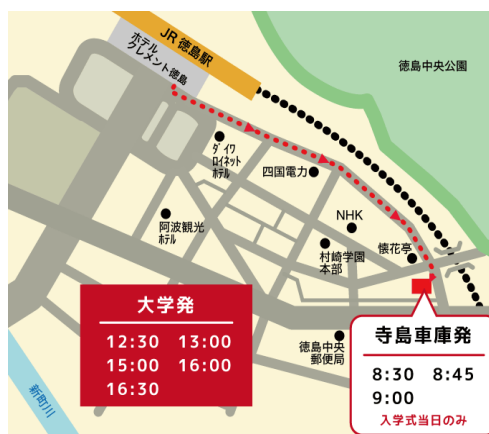 JR 徳島駅
ホテル
クレメント徳島
徳島中央公園
ダイワ
ロイネット
ホテル
四国電力
阿波観光
ホテル
NHK
村崎学園
本部
懐花亭
大学発
12:30 13:00
15:00 16:00
16:30
徳島中央
郵便局
寺島車庫発
8:30 8:45
9:00
入学式当日のみ
新町川